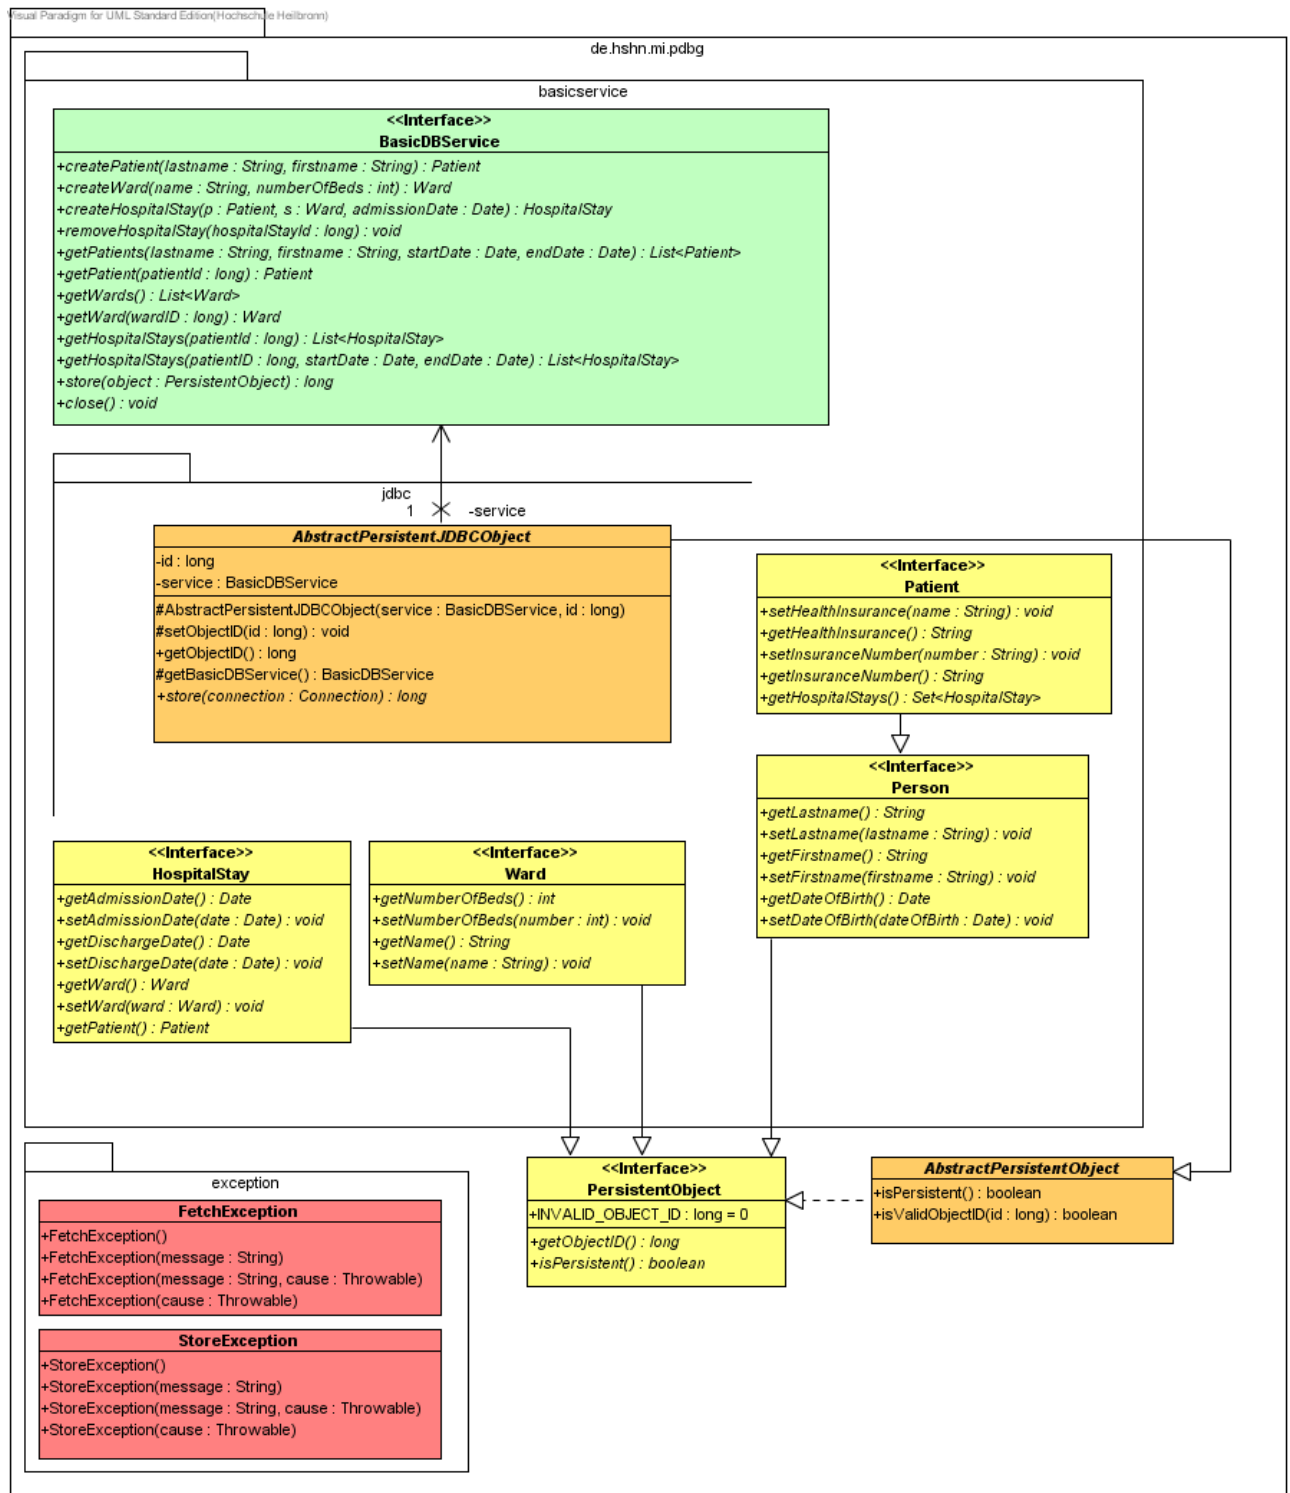 Visual Paradigm for UML Standard Edition(Hochschule Heilbronn)
de.hshn.mi.pdbg
basicservice
<<Interface>>
BasicDBService
+createPatient(lastname : String, firstname : String) : Patient
+createWard(name : String, numberOfBeds : int) : Ward
+createHospitalStay(p : Patient, s : Ward, admissionDate : Date) : HospitalStay
+removeHospitalStay(hospitalStayId : long) : void
+getPatients(lastname : String, firstname : String, startDate : Date, endDate : Date) : List<Patient>
+getPatient(patientId : long) : Patient
+getWards() : List<Ward>
+getWard(wardID : long) : Ward
+getHospitalStays(patientId : long) : List<HospitalStay>
+getHospitalStays(patientID : long, startDate : Date, endDate : Date) : List<HospitalStay>
+store(object : PersistentObject) : long
+close() : void
jdbc
1 -service
AbstractPersistentJDBCObject
-id : long
-service : BasicDBService
#AbstractPersistentJDBCObject(service : BasicDBService, id : long)
#setObjectID(id : long) : void
+getObjectID() : long
#getBasicDBService() : BasicDBService
+store(connection : Connection) : long
<<Interface>>
Patient
+setHealthInsurance(name : String) : void
+getHealthInsurance() : String
+setInsuranceNumber(number : String) : void
+getInsuranceNumber() : String
+getHospitalStays() : Set<HospitalStay>
<<Interface>>
Person
+getLastname() : String
+setLastname(lastname : String) : void
+getFirstname() : String
+setFirstname(firstname : String) : void
+getDateOfBirth() : Date
+setDateOfBirth(dateOfBirth : Date) : void
<<Interface>>
HospitalStay
+getAdmissionDate() : Date
+setAdmissionDate(date : Date) : void
+getDischargeDate() : Date
+setDischargeDate(date : Date) : void
+getWard() : Ward
+setWard(ward : Ward) : void
+getPatient() : Patient
<<Interface>>
Ward
+getNumberOfBeds() : int
+setNumberOfBeds(number : int) : void
+getName() : String
+setName(name : String) : void
exception
FetchException
+FetchException()
+FetchException(message : String)
+FetchException(message : String, cause : Throwable)
+FetchException(cause : Throwable)
StoreException
+StoreException()
+StoreException(message : String)
+StoreException(message : String, cause : Throwable)
+StoreException(cause : Throwable)
<<Interface>>
PersistentObject
+INVALID_OBJECT_ID : long = 0
+getObjectID() : long
+isPersistent() : boolean
AbstractPersistentObject
+isPersistent() : boolean
+isValidObjectID(id : long) : boolean